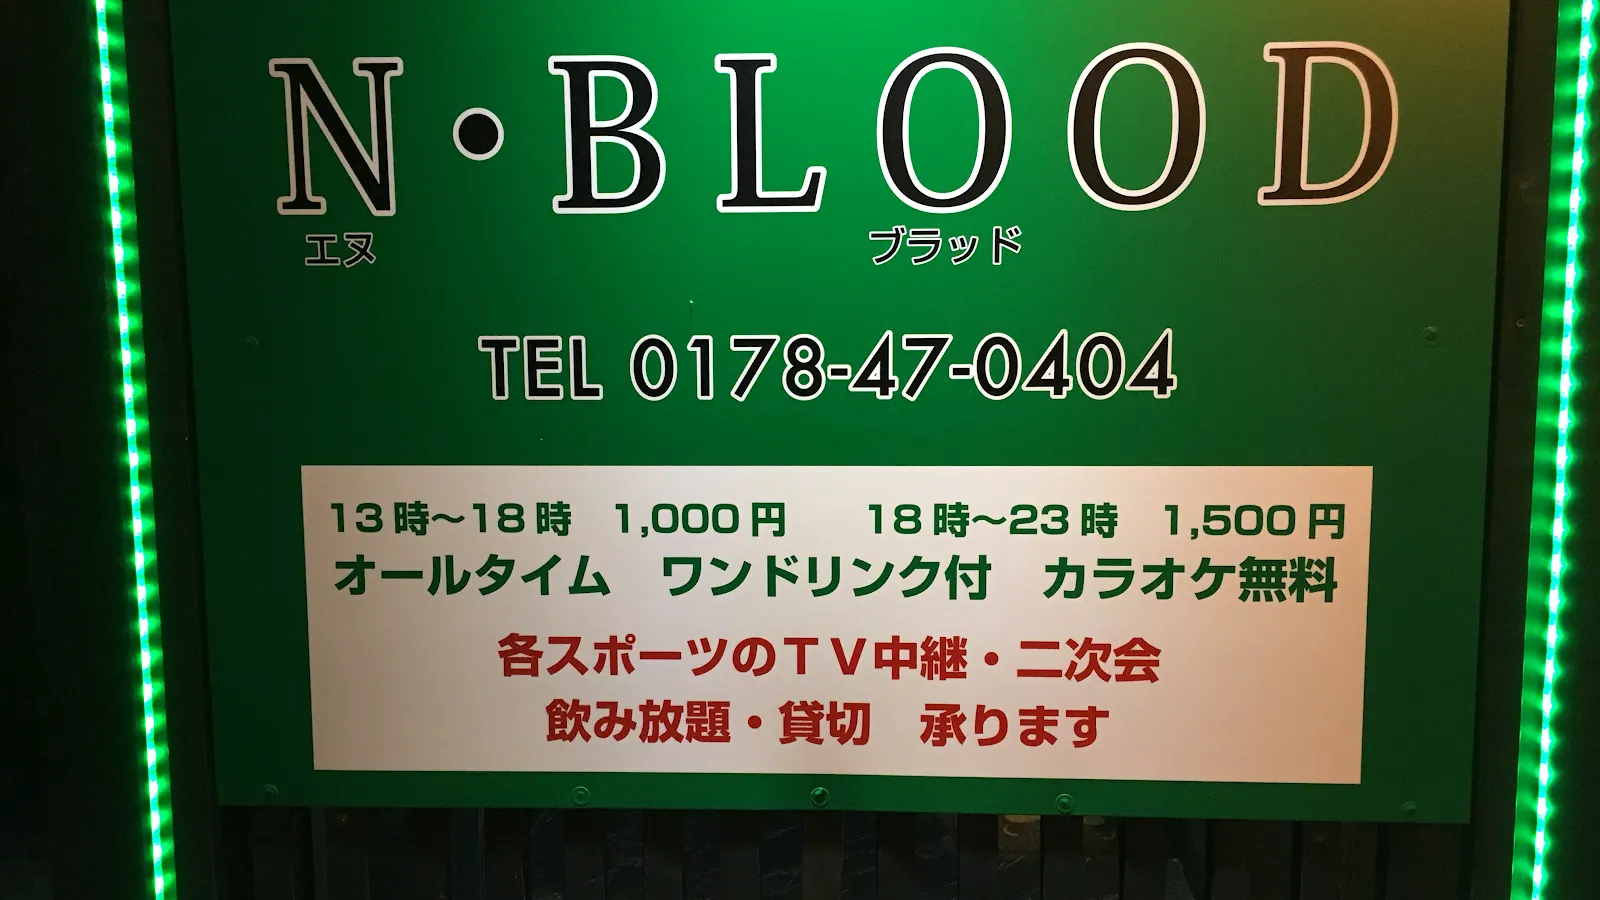 N・BLOOD
エヌ ブラッド
TEL 0178-47-0404
13時～18時 1,000円 18時～23時 1,500円
オールタイム ワンドリンク付 カラオケ無料
各スポーツのTV中継・二次会
飲み放題・貸切 承ります